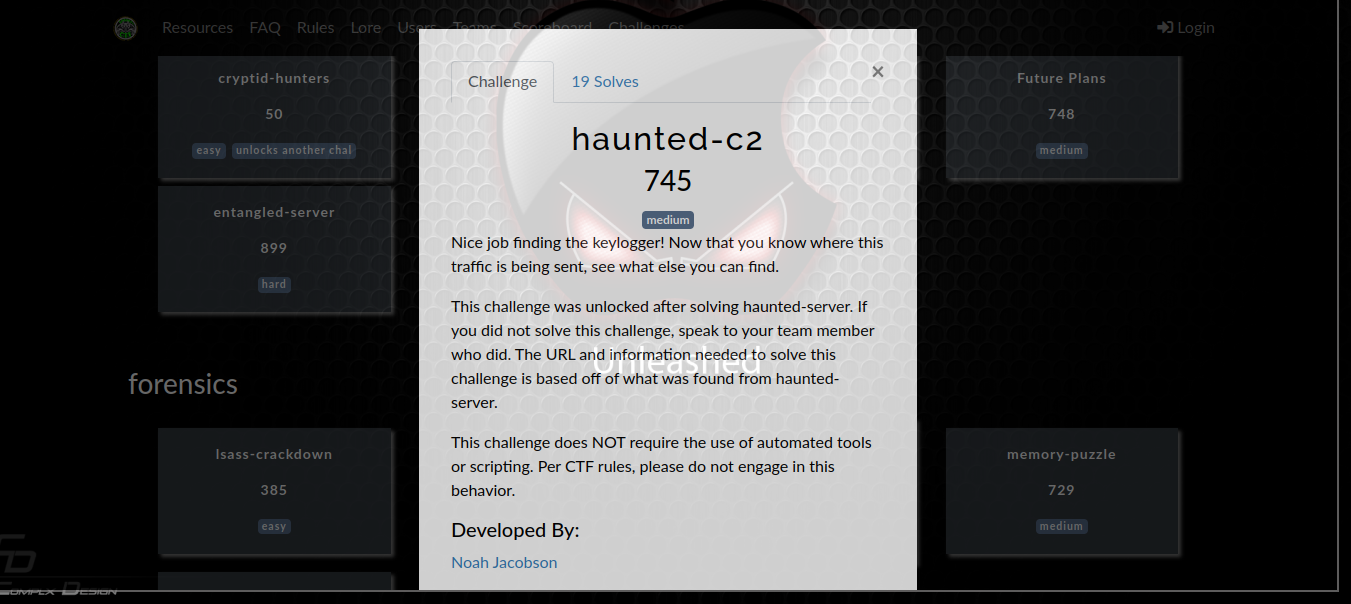 Resources FAQ Rules Lore Users Teams Scoreboard Challenges Login
cryptid-hunters
50
easy unlocks another chal
entangled-server
899
hard
forensics
lsass-crackdown
385
easy
Challenge 19 Solves ×
haunted-c2
745
medium
Nice job finding the keylogger! Now that you know where this
traffic is being sent, see what else you can find.
This challenge was unlocked after solving haunted-server. If
you did not solve this challenge, speak to your team member
who did. The URL and information needed to solve this
challenge is based off of what was found from haunted-
server.
Unleashed
This challenge does NOT require the use of automated tools
or scripting. Per CTF rules, please do not engage in this
behavior.
Developed By:
Noah Jacobson
Future Plans
748
medium
memory-puzzle
729
medium
Design